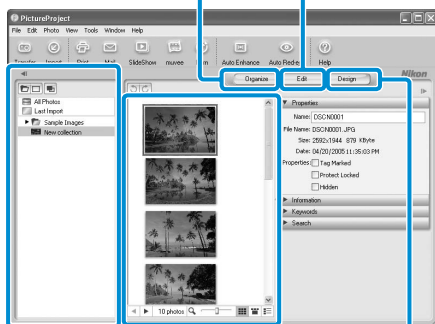 PictureProject
File Edit Photo View Tools Window Help
Transfer Import Print Mail SlideShow muvee Auto Enhance Auto Red-eye Help
Organize Edit Design
Nikon
All Photos
Last Import
Sample Images
New collection
Properties
Name: DSCN0001
File Name: DSCN0001.JPG
Size: 2592x1944 879 KByte
Date: 04/20/2005 11:35:03 PM
Properties: Tag Marked
Protect Locked
Hidden
Information
Keywords
Search
10 photos